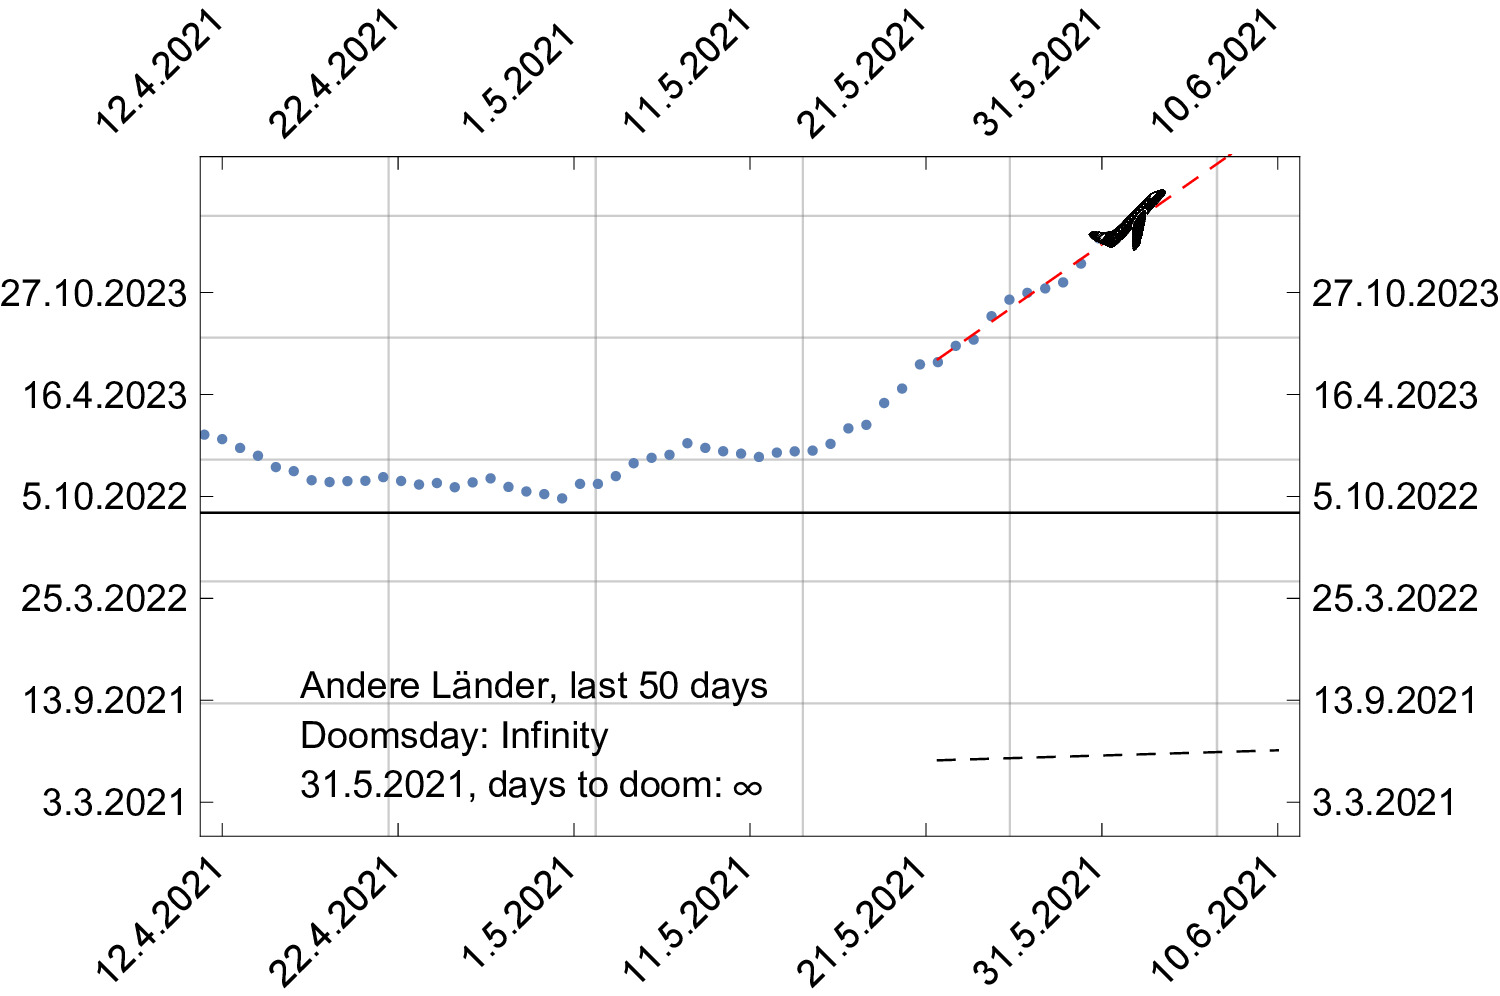 12.4.2021 22.4.2021 1.5.2021 11.5.2021 21.5.2021 31.5.2021 10.6.2021
27.10.2023 27.10.2023
16.4.2023 16.4.2023
5.10.2022 5.10.2022
25.3.2022 25.3.2022
Andere Länder, last 50 days
13.9.2021 13.9.2021
Doomsday: Infinity
31.5.2021, days to doom: ∞
3.3.2021 3.3.2021
12.4.2021 22.4.2021 1.5.2021 11.5.2021 21.5.2021 31.5.2021 10.6.2021